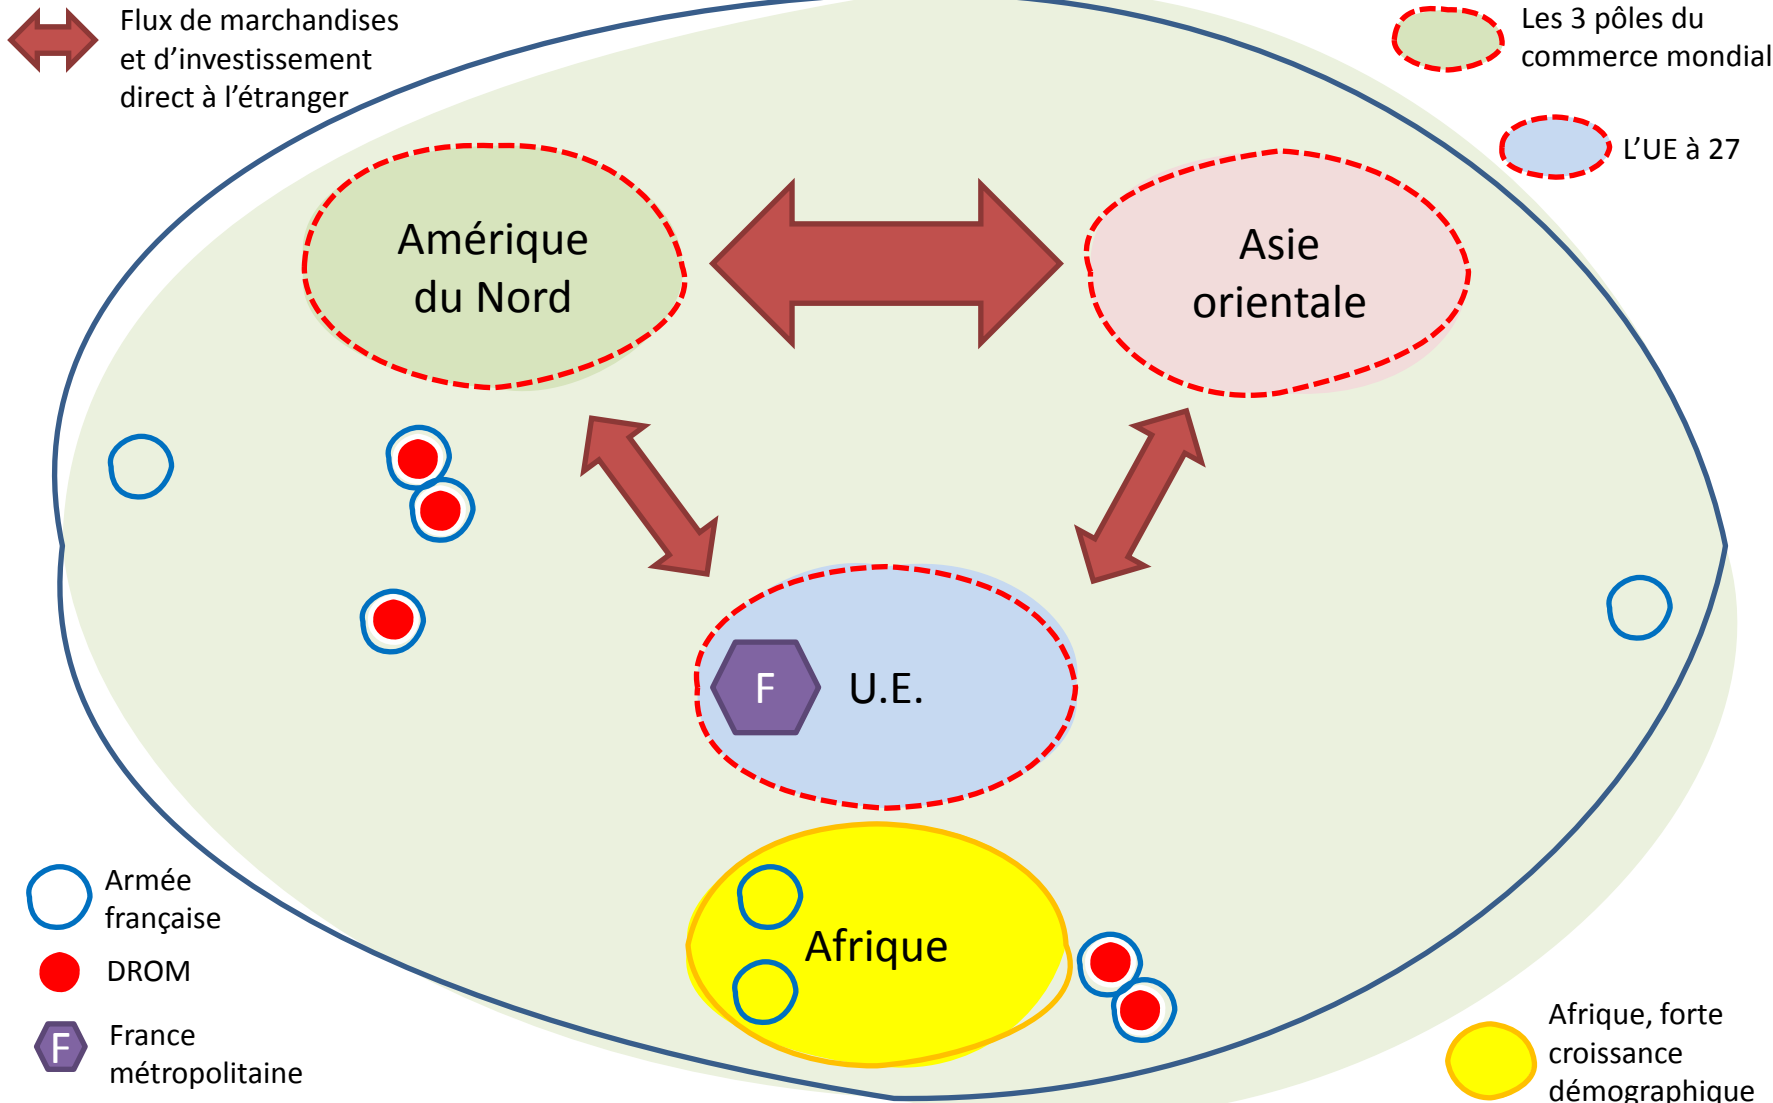 Flux de marchandises
et d’investissement
direct à l’étranger
Les 3 pôles du
commerce mondial
L’UE à 27
Amérique
du Nord
Asie
orientale
F
U.E.
Afrique
Armée
française
DROM
F
France
métropolitaine
Afrique, forte
croissance
démographique